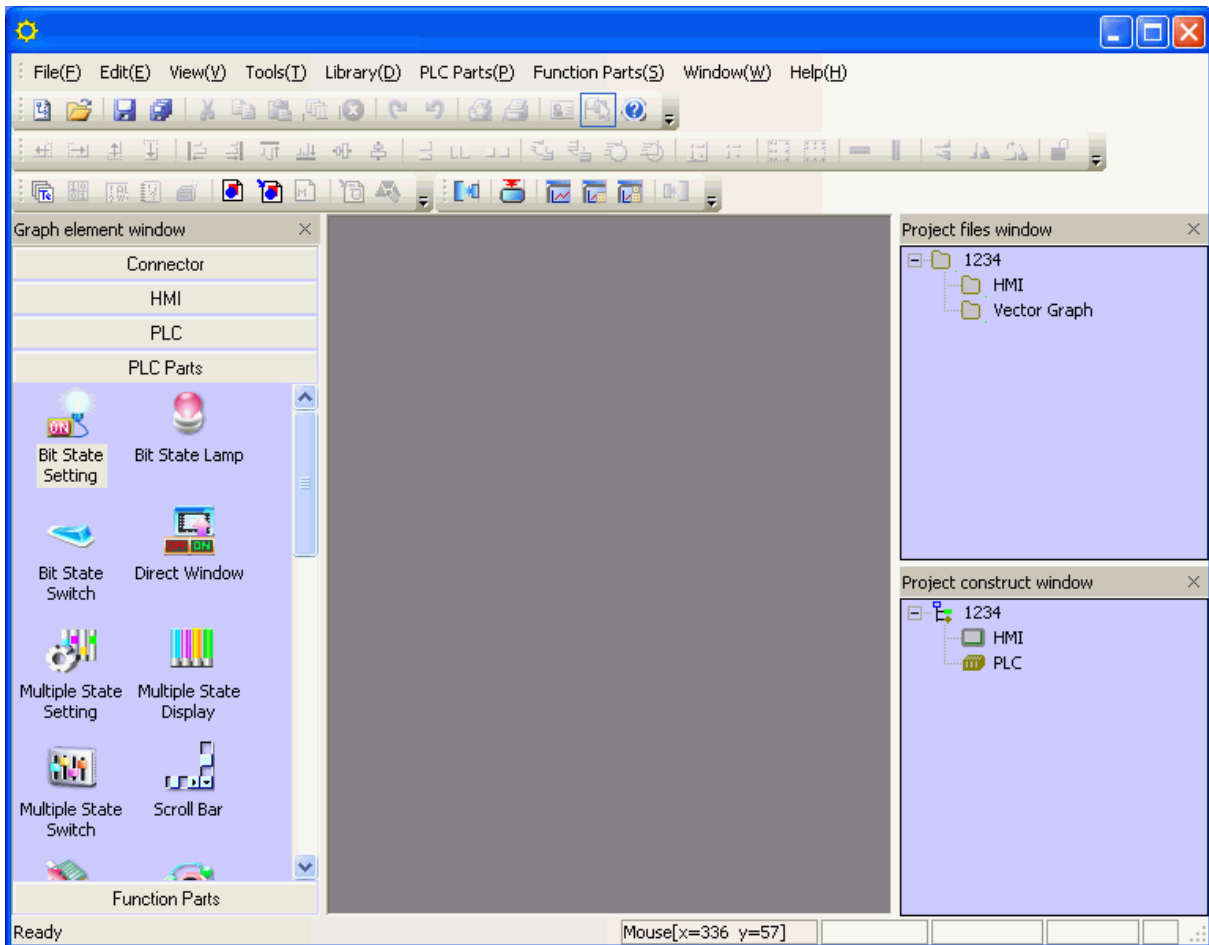 File(F) Edit(E) View(V) Tools(T) Library(D) PLC Parts(P) Function Parts(S) Window(W) Help(H)
Graph element window
Connector
HMI
PLC
PLC Parts
ON
Bit State Setting
Bit State Lamp
Bit State Switch
OFF ON
Direct Window
Multiple State Setting
Multiple State Display
Multiple State Switch
Scroll Bar
Function Parts
Project files window
1234
HMI
Vector Graph
Project construct window
1234
HMI
PLC
Ready
Mouse[x=336 y=57]